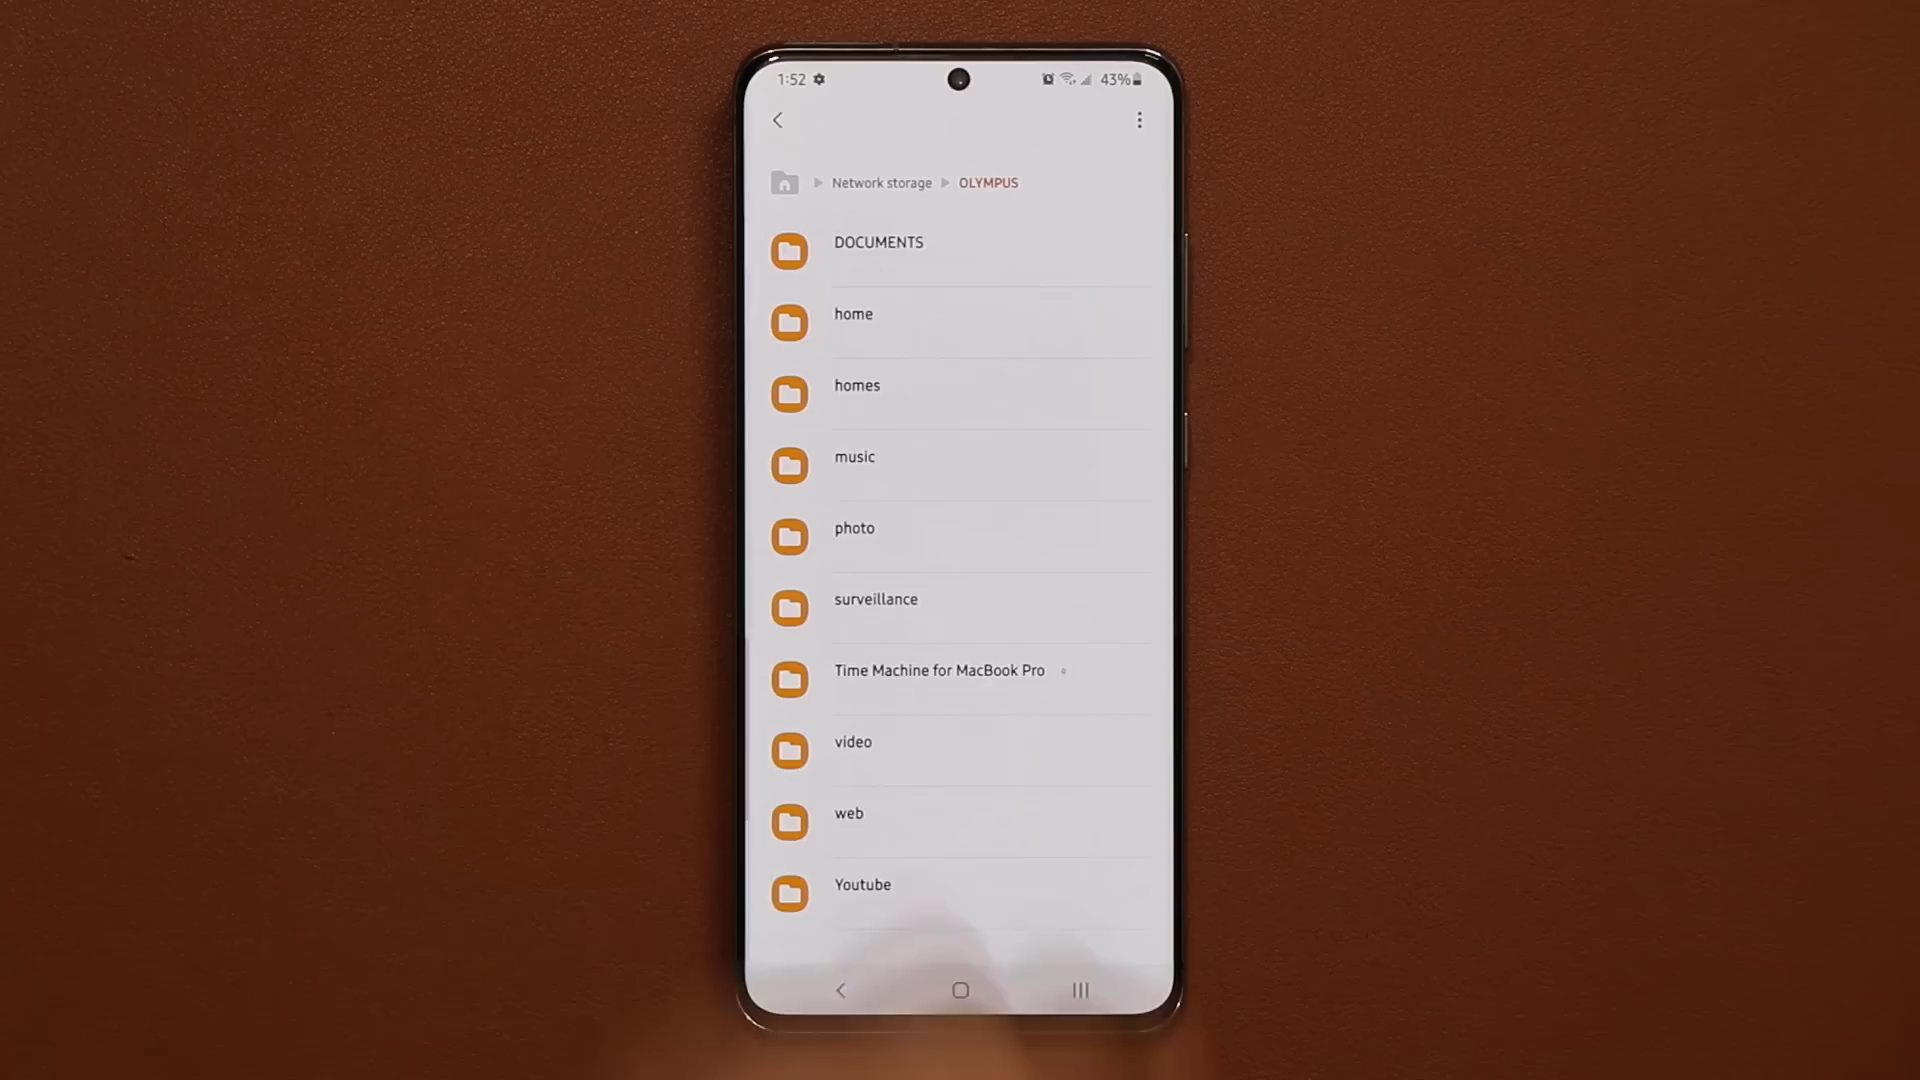 1:52 43%
Network storage OLYMPUS
DOCUMENTS
home
homes
music
photo
surveillance
Time Machine for MacBook Pro
video
web
Youtube